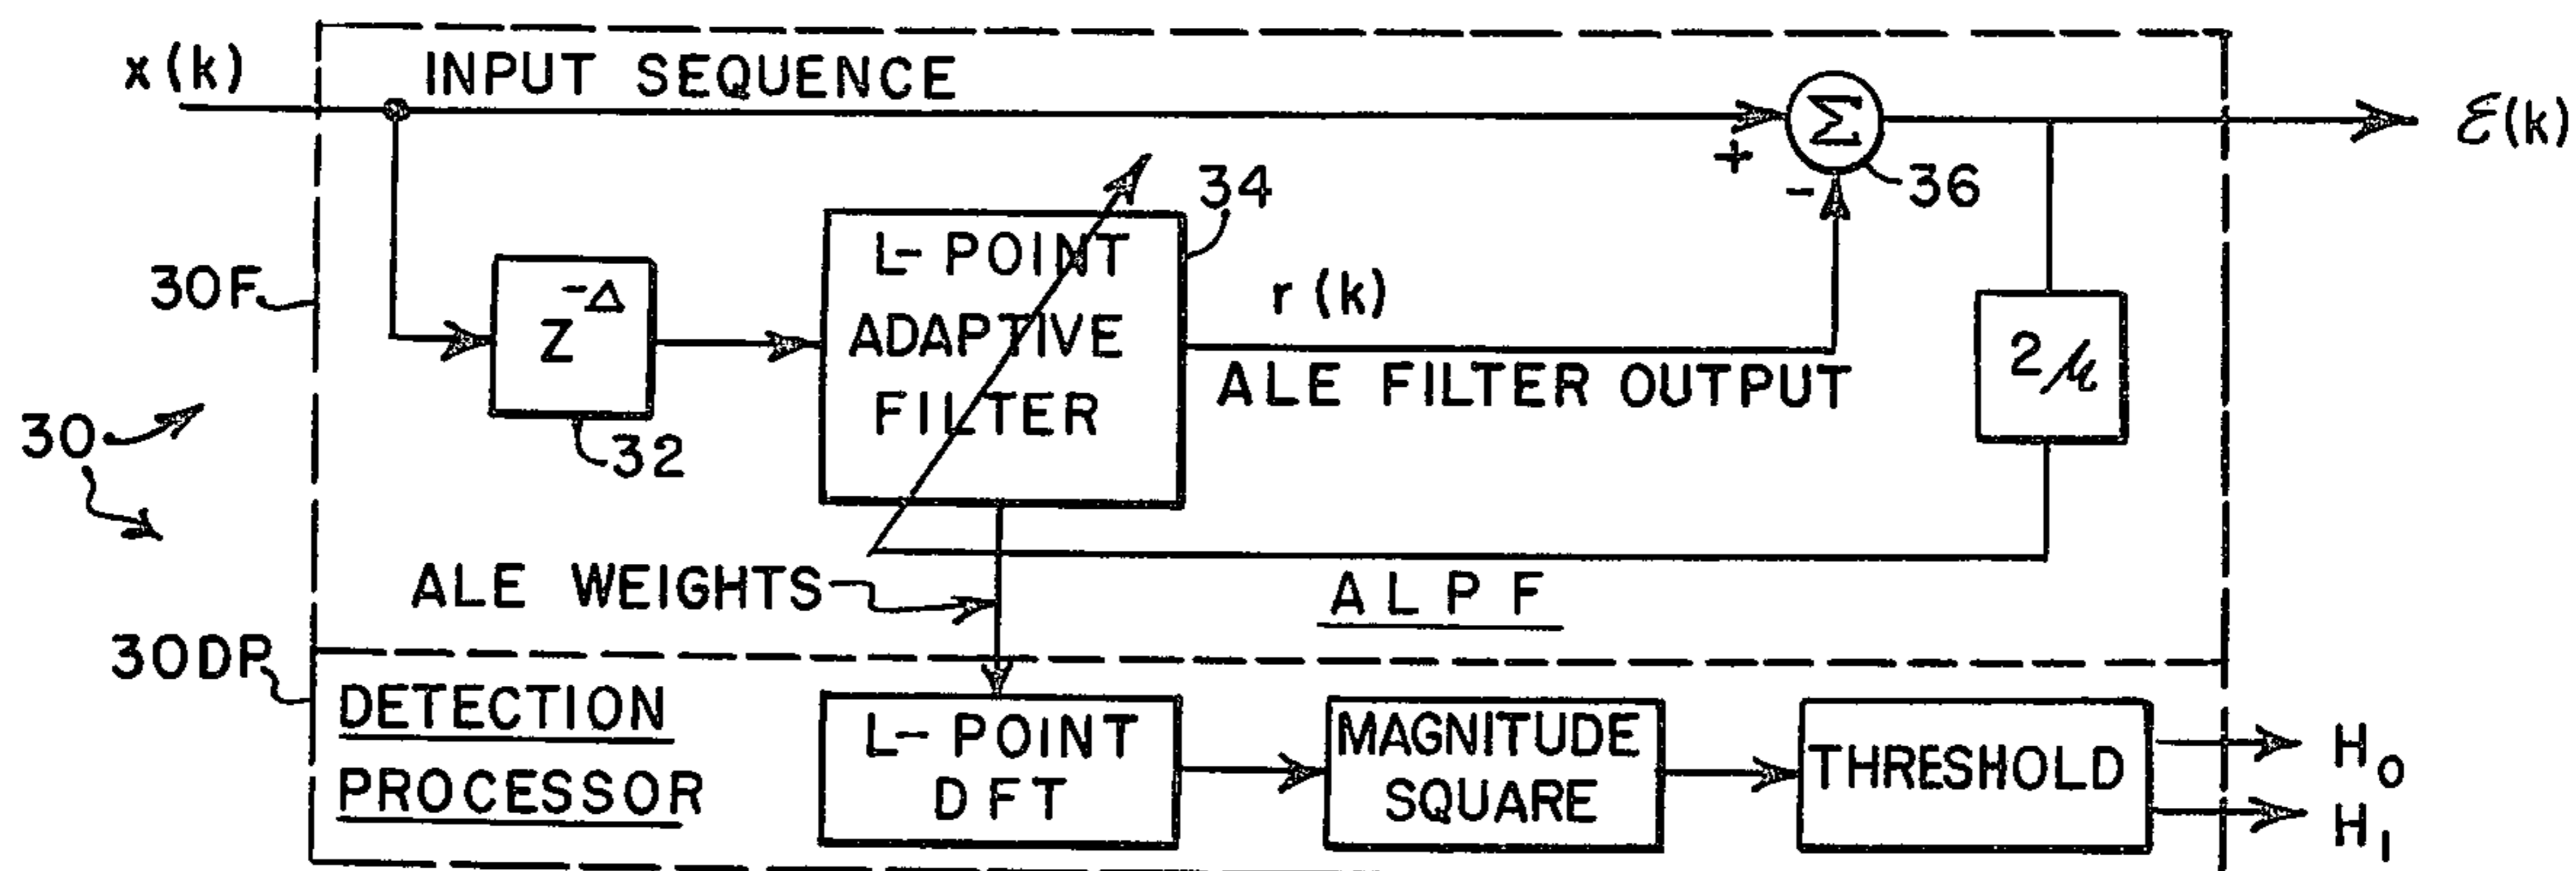 x(k)
INPUT SEQUENCE
Σ
ℰ(k)
+
-
36
34
30F
Z^-Δ
32
L-POINT
ADAPTIVE
FILTER
r(k)
ALE FILTER OUTPUT
2μ
30
ALE WEIGHTS
ALPF
30DP
DETECTION
PROCESSOR
L-POINT
DFT
MAGNITUDE
SQUARE
THRESHOLD
H₀
H₁